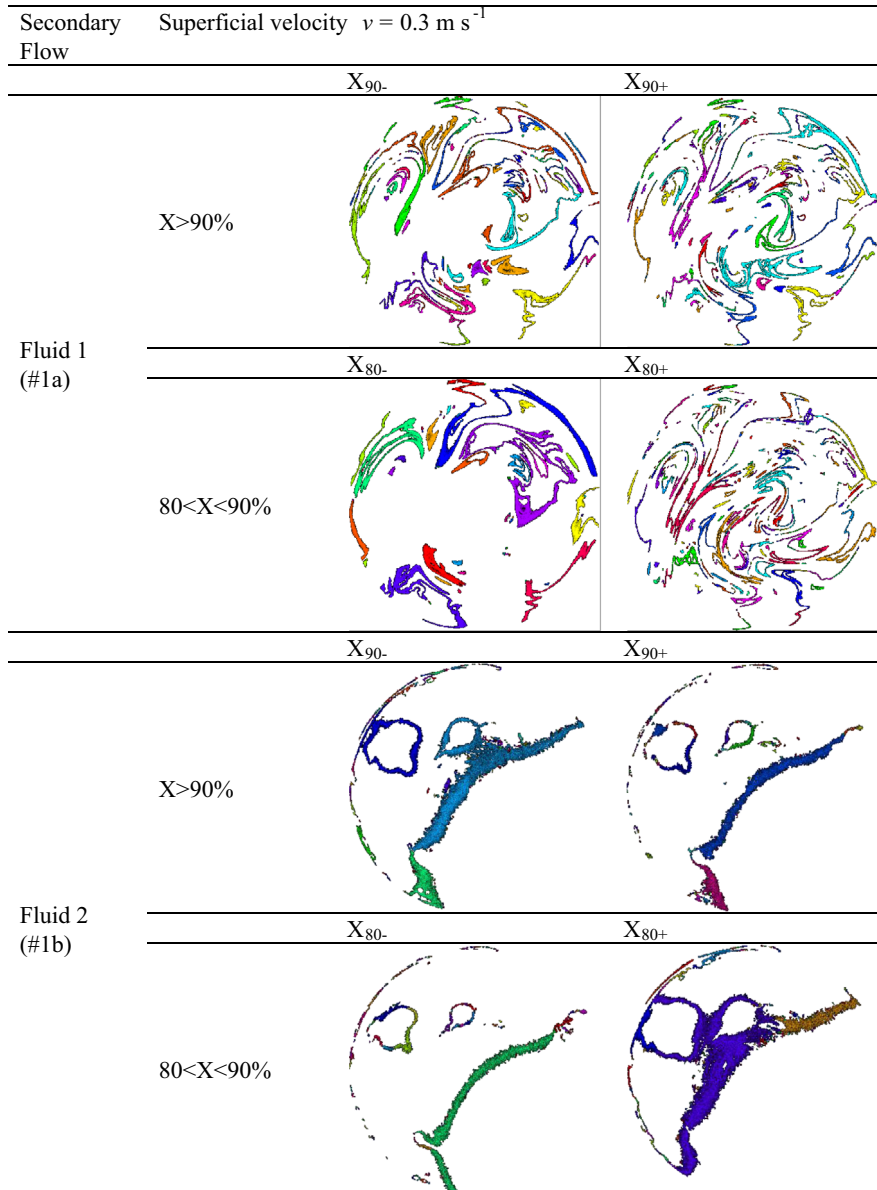 Secondary Superficial velocity v = 0.3 m s⁻¹
Flow
X₉₀₋ X₉₀₊
X>90%
Fluid 1
(#1a)
X₈₀₋ X₈₀₊
80<X<90%
X₉₀₋ X₉₀₊
X>90%
Fluid 2
(#1b)
X₈₀₋ X₈₀₊
80<X<90%